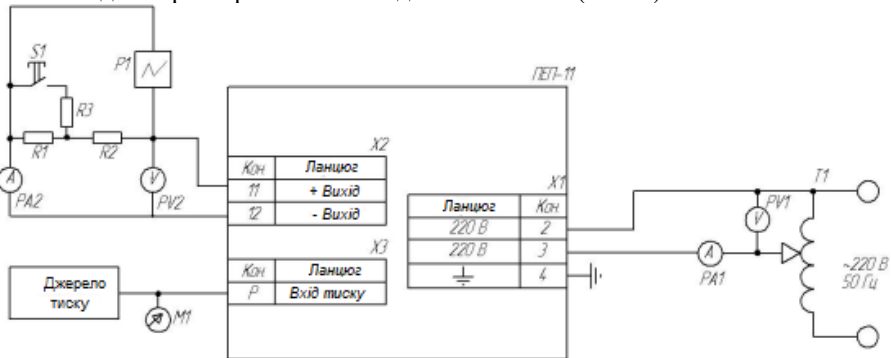 S1
P1
R3
R1
R2
A
PA2
V
PV2
ПЕП-11
X2
Кон Ланцюг
11 + Вихід
12 - Вихід
X1
Ланцюг Кон
220 В 2
220 В 3
4
X3
Кон Ланцюг
P Вхід тиску
Джерело
тиску
M1
T1
PV1
V
A
PA1
~220 В
50 Гц